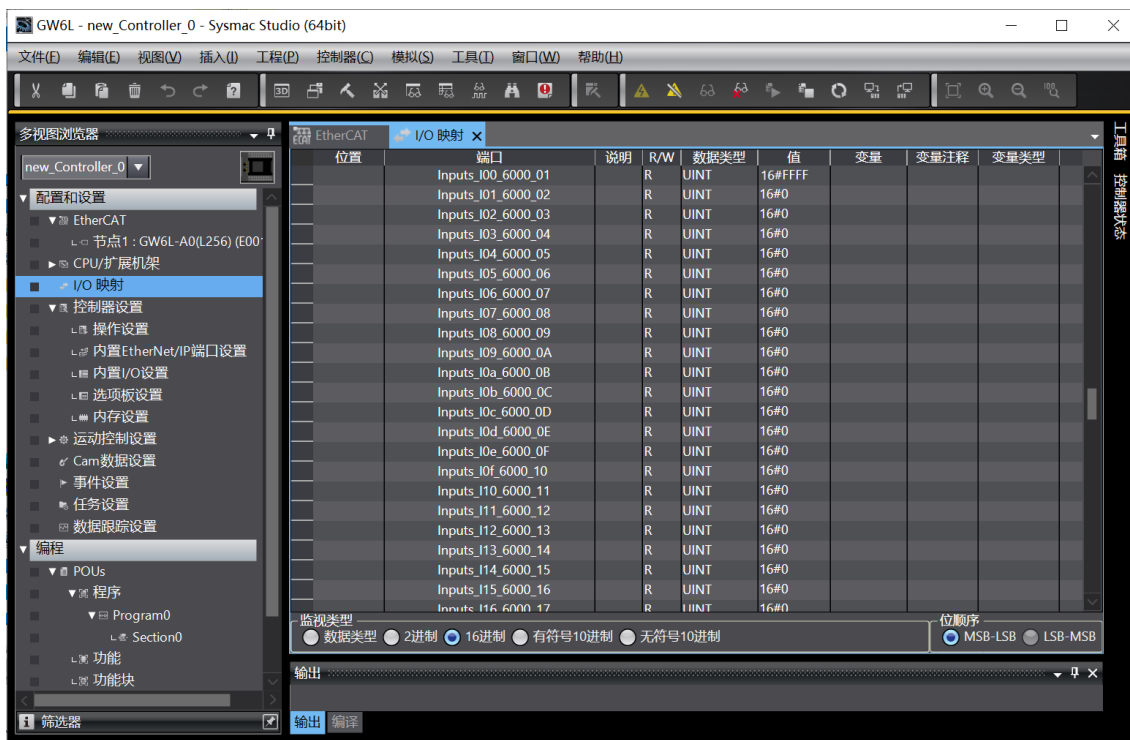 GW6L - new_Controller_0 - Sysmac Studio (64bit)
文件(F) 编辑(E) 视图(V) 插入(I) 工程(P) 控制器(C) 模拟(S) 工具(T) 窗口(W) 帮助(H)
多视图浏览器
new_Controller_0
配置和设置
EtherCAT
节点1 : GW6L-A0(L256) (E00
CPU/扩展机架
I/O 映射
控制器设置
操作设置
内置EtherNet/IP端口设置
内置I/O设置
选项板设置
内存设置
运动控制设置
Cam数据设置
事件设置
任务设置
数据跟踪设置
编程
POUs
程序
Program0
Section0
功能
功能块
筛选器
EtherCAT I/O 映射
位置 端口 说明 R/W 数据类型 值 变量 变量注释 变量类型
Inputs_I00_6000_01 R UINT 16#FFFF
Inputs_I01_6000_02 R UINT 16#0
Inputs_I02_6000_03 R UINT 16#0
Inputs_I03_6000_04 R UINT 16#0
Inputs_I04_6000_05 R UINT 16#0
Inputs_I05_6000_06 R UINT 16#0
Inputs_I06_6000_07 R UINT 16#0
Inputs_I07_6000_08 R UINT 16#0
Inputs_I08_6000_09 R UINT 16#0
Inputs_I09_6000_0A R UINT 16#0
Inputs_I0a_6000_0B R UINT 16#0
Inputs_I0b_6000_0C R UINT 16#0
Inputs_I0c_6000_0D R UINT 16#0
Inputs_I0d_6000_0E R UINT 16#0
Inputs_I0e_6000_0F R UINT 16#0
Inputs_I0f_6000_10 R UINT 16#0
Inputs_I10_6000_11 R UINT 16#0
Inputs_I11_6000_12 R UINT 16#0
Inputs_I12_6000_13 R UINT 16#0
Inputs_I13_6000_14 R UINT 16#0
Inputs_I14_6000_15 R UINT 16#0
Inputs_I15_6000_16 R UINT 16#0
Inputs_I16_6000_17 R UINT 16#0
监视类型
数据类型 2进制 16进制 有符号10进制 无符号10进制
位顺序
MSB-LSB LSB-MSB
输出
输出 编译
工具箱
控制器状态